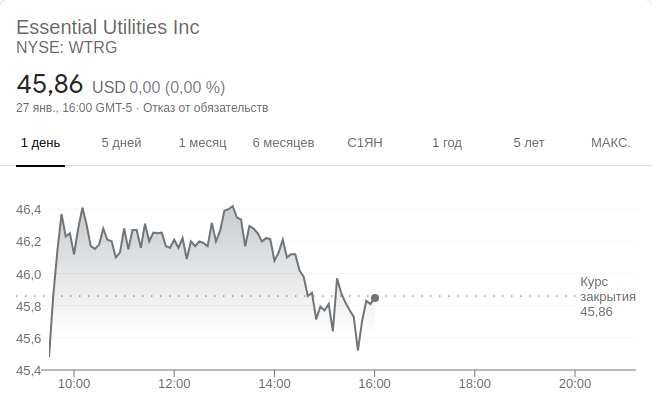 Essential Utilities Inc
NYSE: WTRG
45,86 USD 0,00 (0,00 %)
27 янв., 16:00 GMT-5 · Отказ от обязательств
1 день 5 дней 1 месяц 6 месяцев С1ЯН 1 год 5 лет МАКС.
46,4
46,2
46,0
45,8
45,6
45,4
Курс
закрытия
45,86
10:00 12:00 14:00 16:00 18:00 20:00